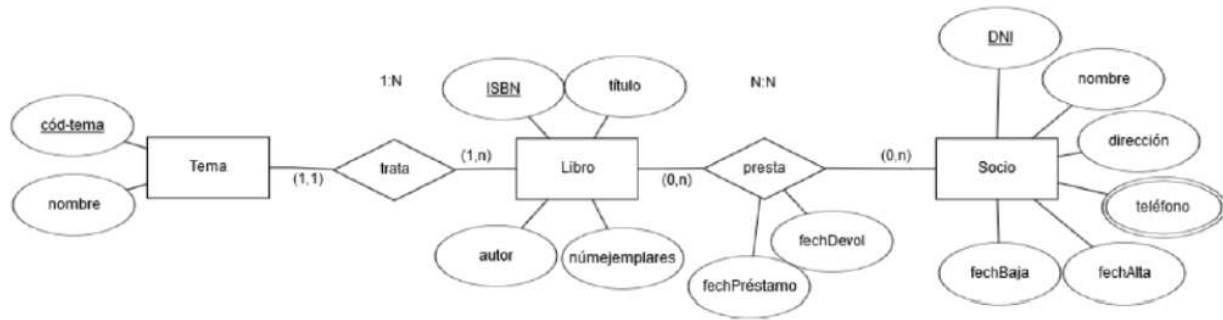 DNI
1:N
ISBN
título
N:N
nombre
cód-tema
dirección
Tema
(1,1)
trata
(1,n)
Libro
(0,n)
presta
(0,n)
Socio
nombre
teléfono
autor
númejemplares
fechDevol
fechPréstamo
fechBaja
fechAlta